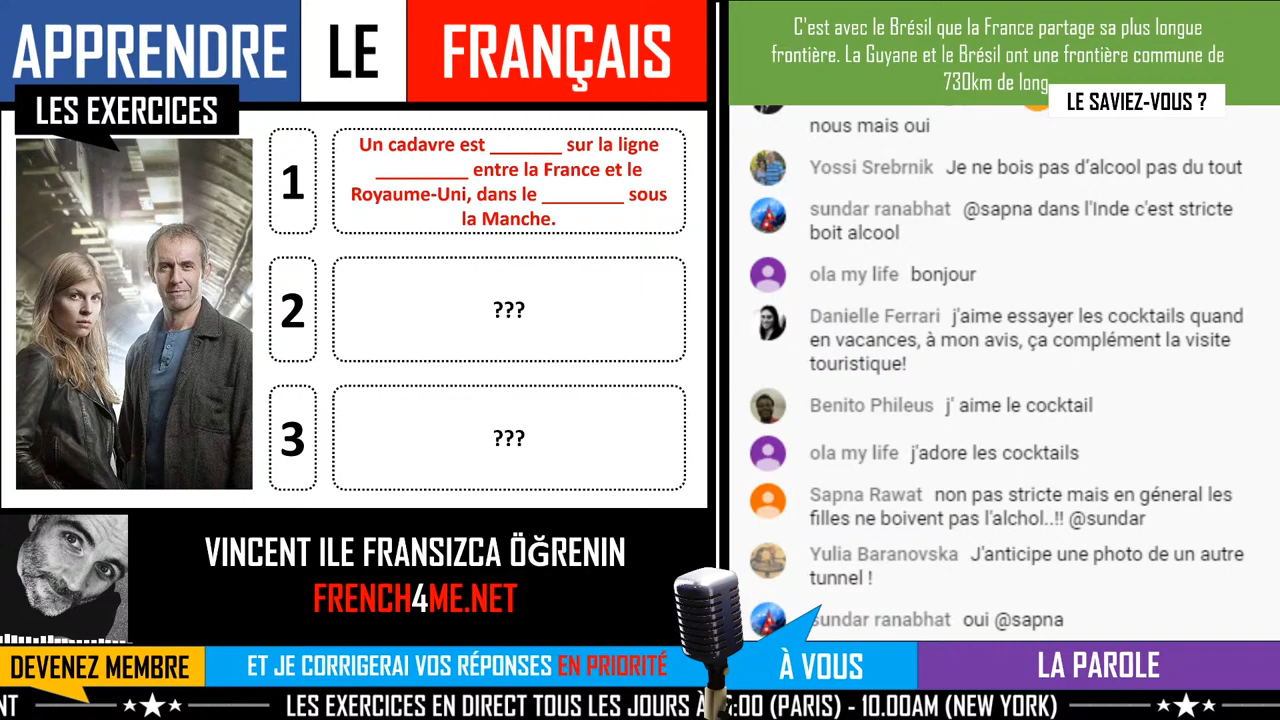 APPRENDRE LE FRANÇAIS
LES EXERCICES
1
Un cadavre est _______ sur la ligne
_________ entre la France et le
Royaume-Uni, dans le ________ sous
la Manche.
2
???
3
???
VINCENT ILE FRANSIZCA ÖĞRENIN
FRENCH4ME.NET
DEVENEZ MEMBRE
ET JE CORRIGERAI VOS RÉPONSES EN PRIORITÉ
C'est avec le Brésil que la France partage sa plus longue
frontière. La Guyane et le Brésil ont une frontière commune de
730km de long
LE SAVIEZ-VOUS ?
nous mais oui
Yossi Srebrnik Je ne bois pas d'alcool pas du tout
sundar ranabhat @sapna dans l'Inde c'est stricte
boit alcool
ola my life bonjour
Danielle Ferrari j'aime essayer les cocktails quand
en vacances, à mon avis, ça complément la visite
touristique!
Benito Phileus j' aime le cocktail
ola my life j'adore les cocktails
Sapna Rawat non pas stricte mais en géneral les
filles ne boivent pas l'alchol..!! @sundar
Yulia Baranovska J'anticipe une photo de un autre
tunnel !
sundar ranabhat oui @sapna
À VOUS
LA PAROLE
NT
LES EXERCICES EN DIRECT TOUS LES JOURS À :00 (PARIS) - 10.00AM (NEW YORK)